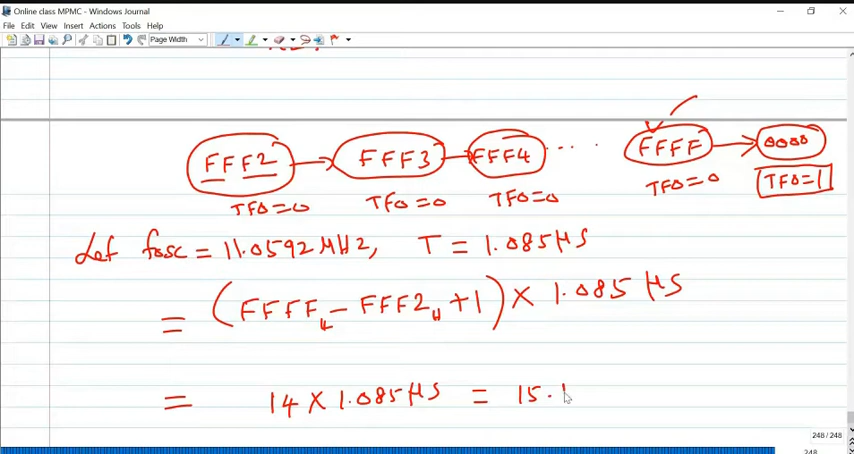 Online class MPMC - Windows Journal
File Edit View Insert Actions Tools Help
Page Width
FFF2 FFF3 FFF4 ... FFFF 0000
TF0=0 TF0=0 TF0=0 TF0=0 TF0=1
Let fosc = 11.0592 MHz, T = 1.085 μS
= (FFFFH - FFF2H + 1) × 1.085 μS
= 14 × 1.085 μS = 15.1
248 / 248
248